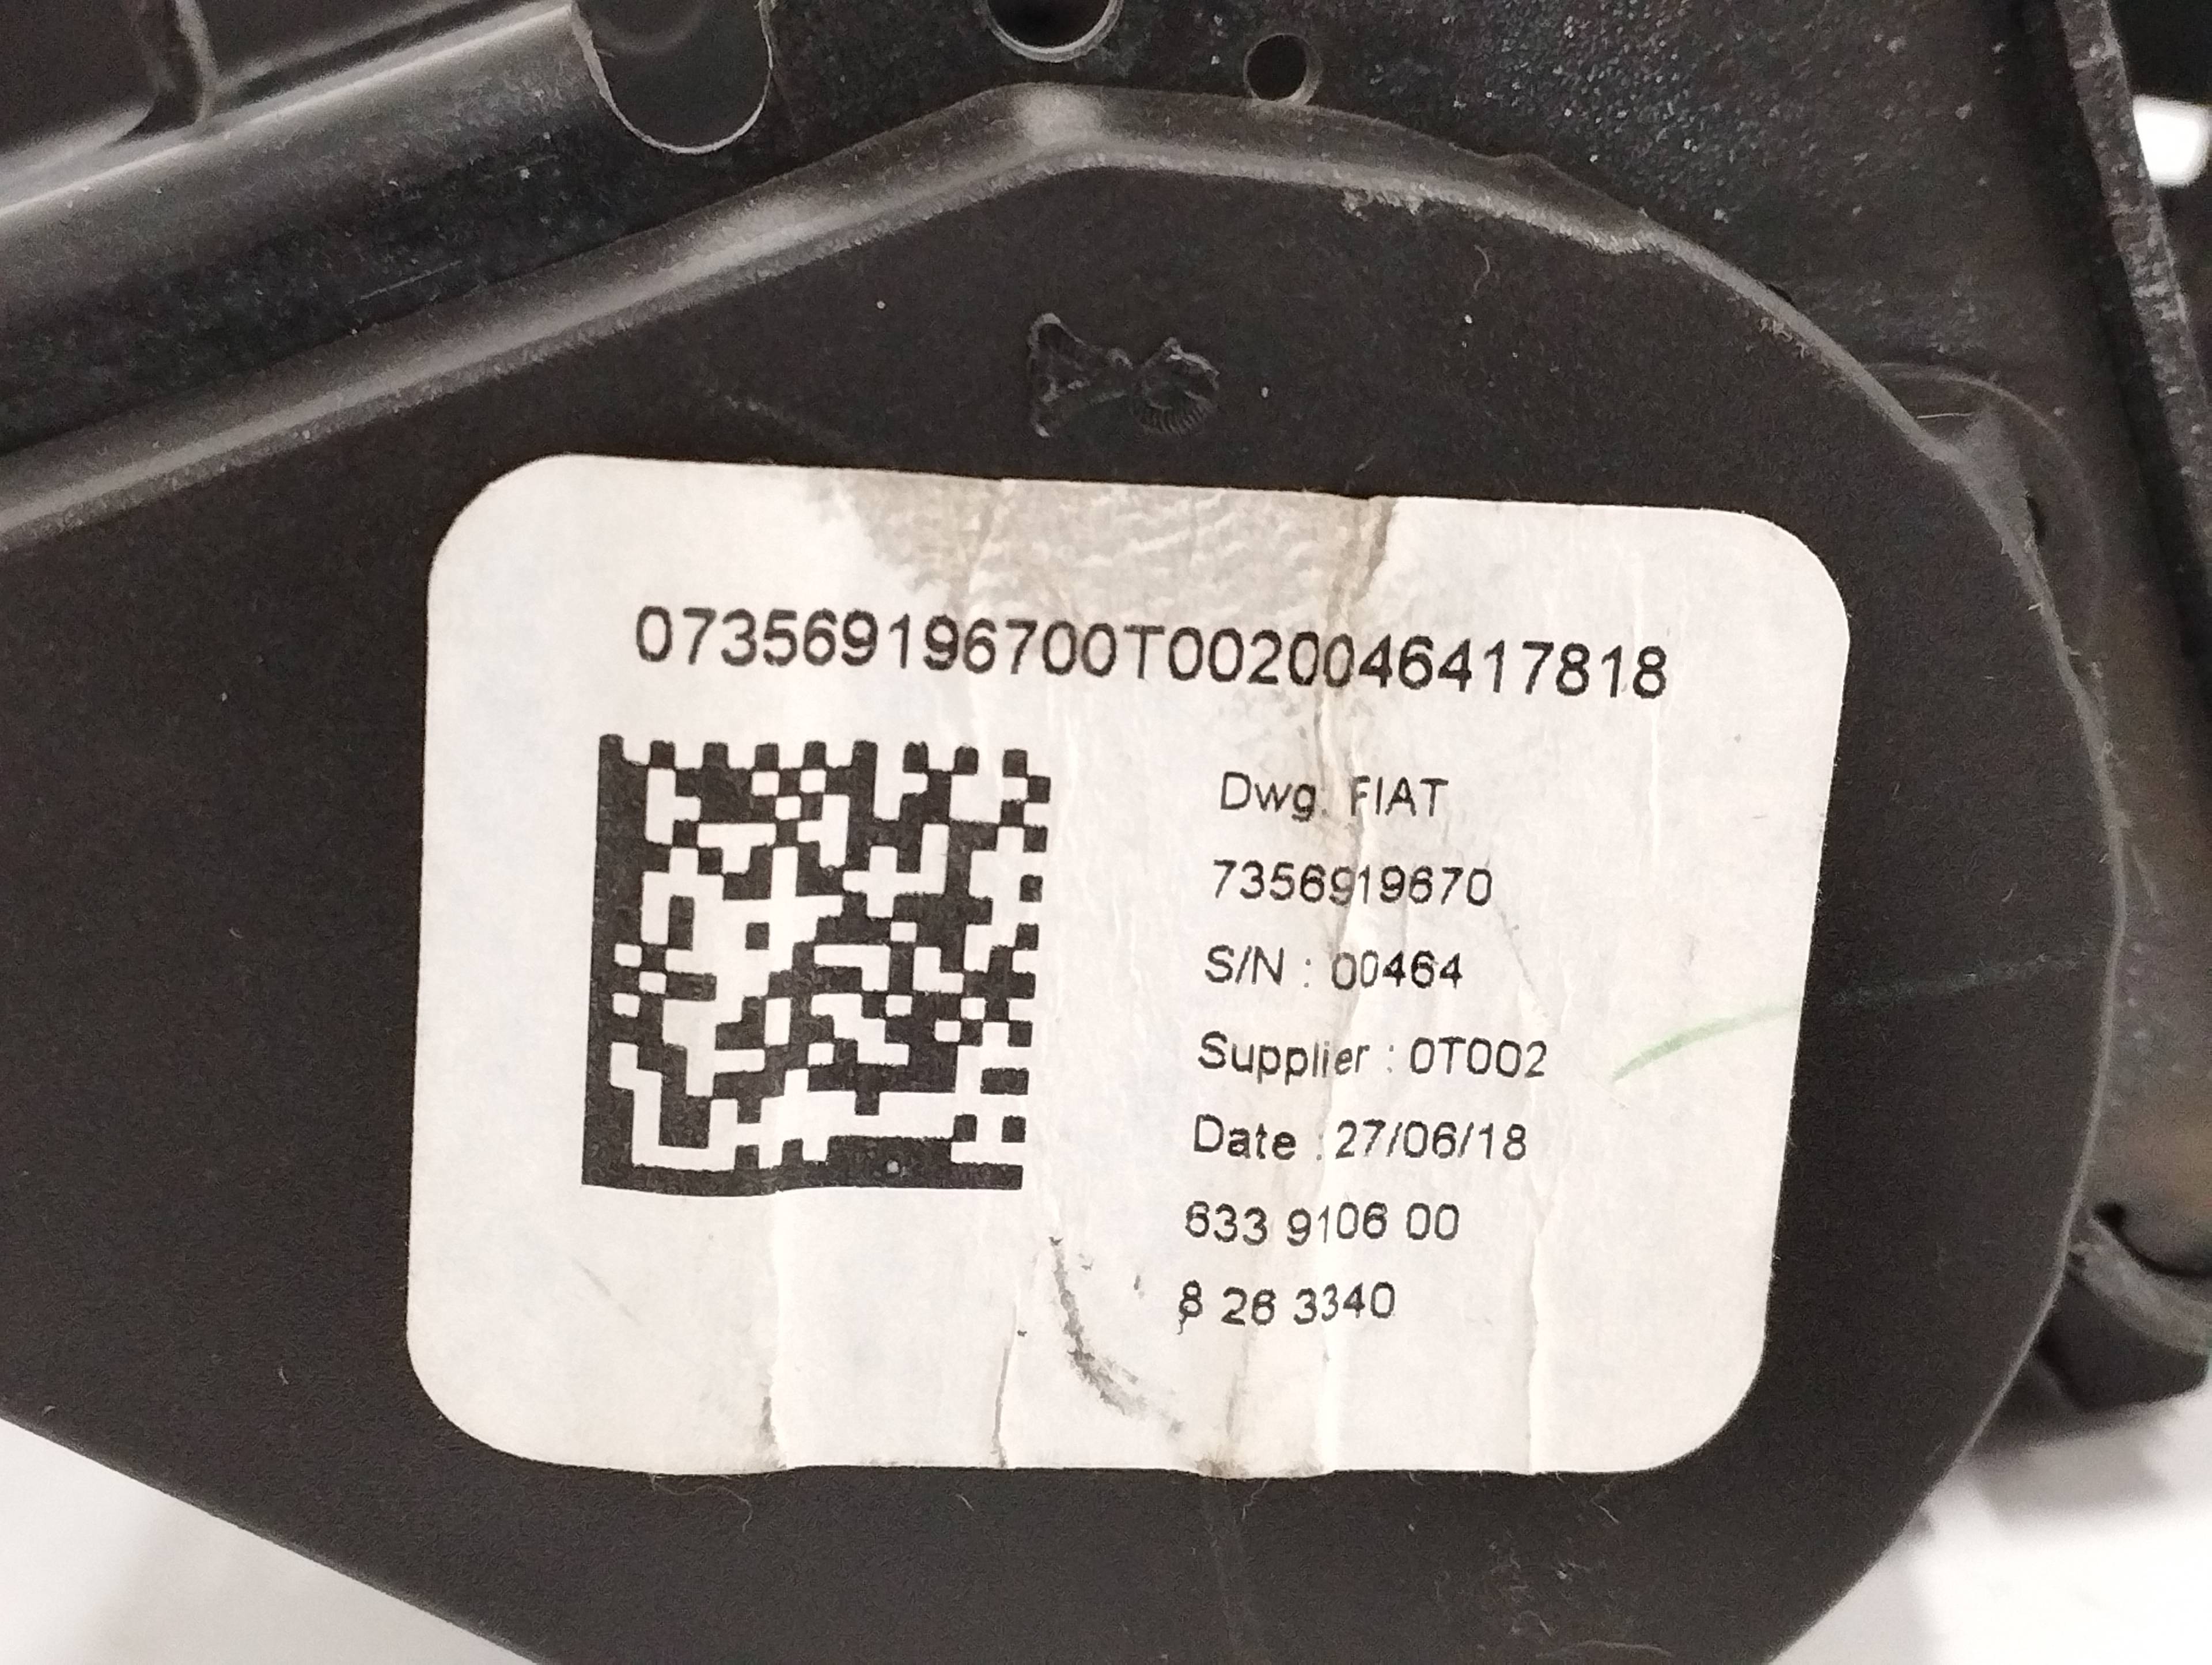 073569196700T0020046417818
Dwg. FIAT
7356919670
S/N : 00464
Supplier : 0T002
Date : 27/06/18
633 9106 00
8 26 3340